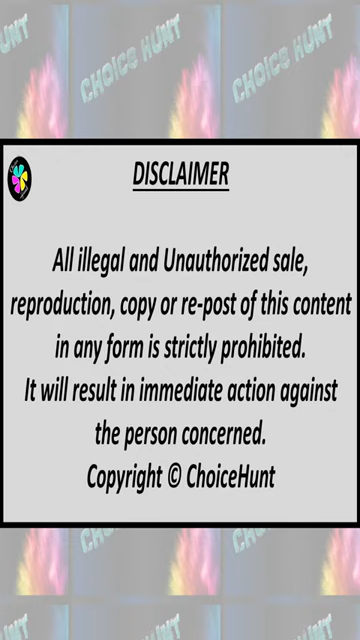 CHOICE HUNT
CHOICE HUNT
DISCLAIMER
All illegal and Unauthorized sale,
reproduction, copy or re-post of this content
in any form is strictly prohibited.
It will result in immediate action against
the person concerned.
Copyright © ChoiceHunt